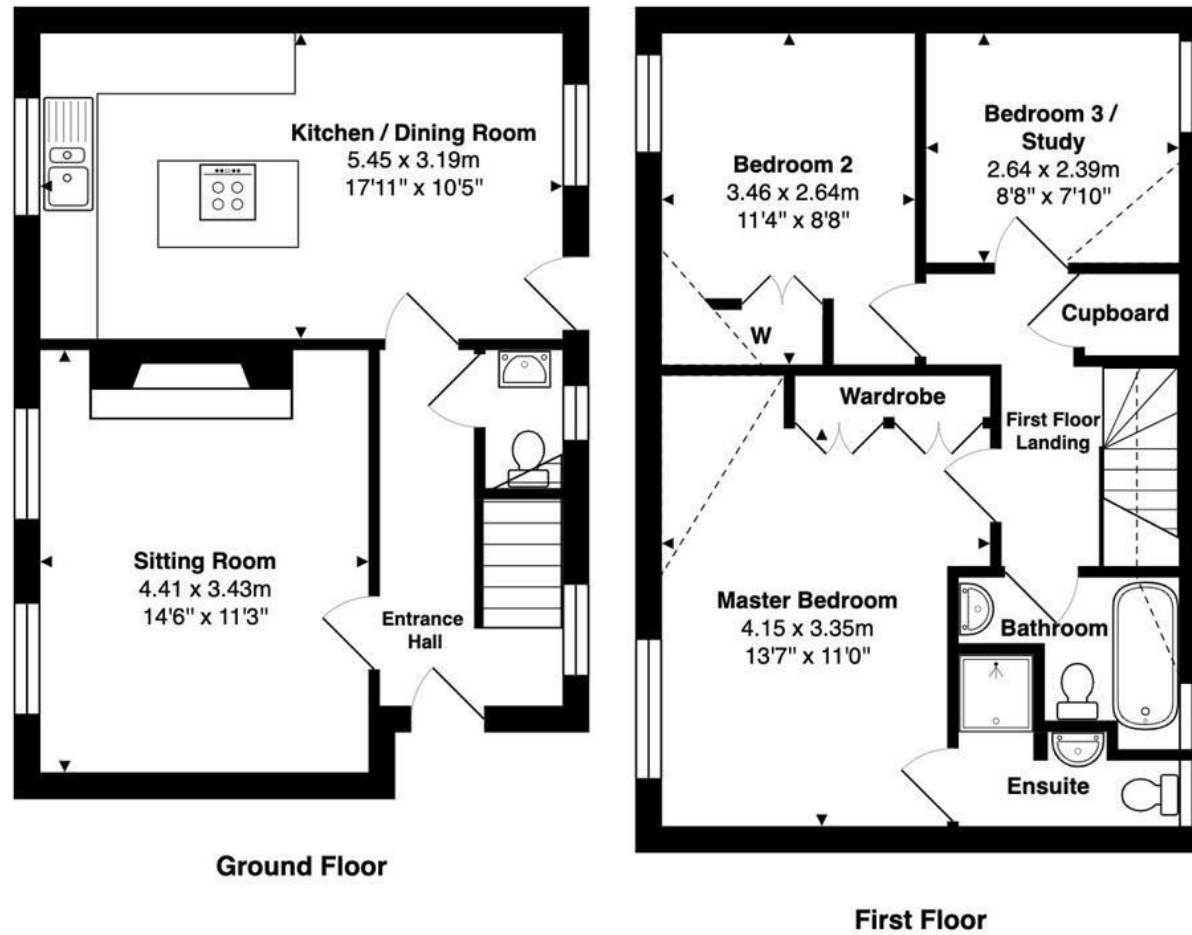 Kitchen / Dining Room
5.45 x 3.19m
17'11" x 10'5"
Sitting Room
4.41 x 3.43m
14'6" x 11'3"
Entrance
Hall
Ground Floor
Bedroom 2
3.46 x 2.64m
11'4" x 8'8"
W
Bedroom 3 /
Study
2.64 x 2.39m
8'8" x 7'10"
Cupboard
Wardrobe
First Floor
Landing
Master Bedroom
4.15 x 3.35m
13'7" x 11'0"
Bathroom
Ensuite
First Floor